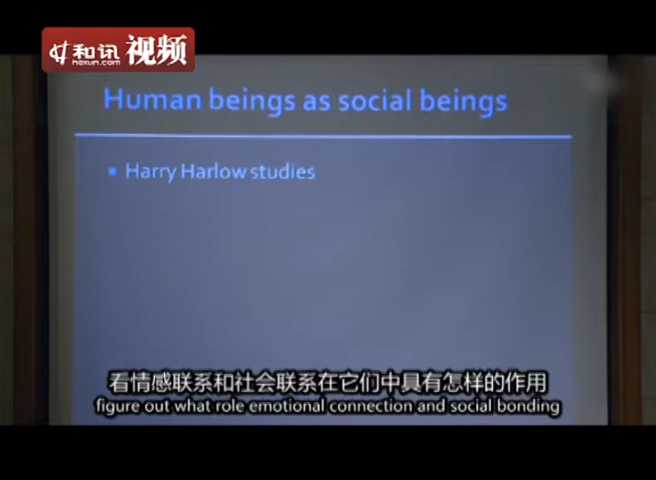 和讯 视频
hexun.com
Human beings as social beings
Harry Harlow studies
看情感联系和社会联系在它们中具有怎样的作用
figure out what role emotional connection and social bonding